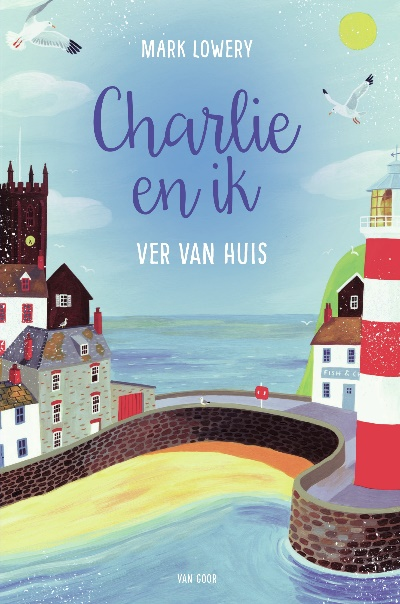 MARK LOWERY
Charlie
en ik
VER VAN HUIS
FISH &
VAN GOOR